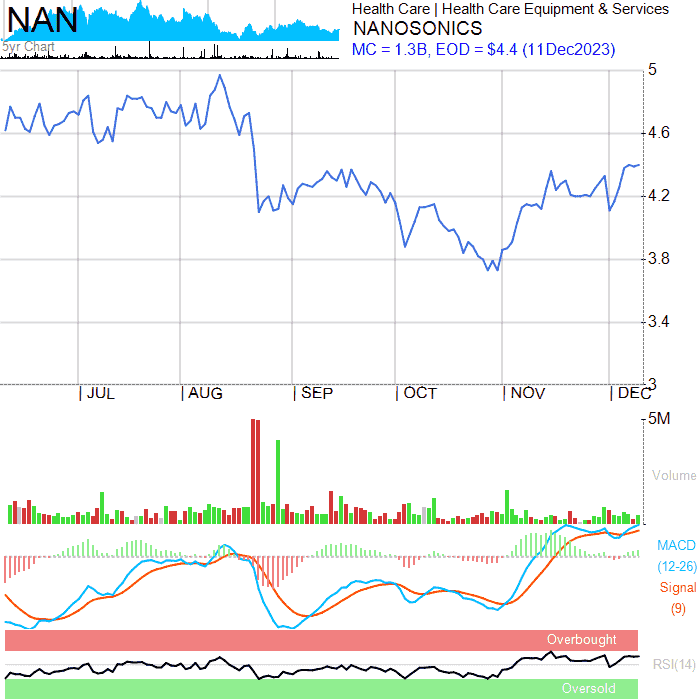 NAN
5yr Chart
Health Care | Health Care Equipment & Services
NANOSONICS
MC = 1.3B, EOD = $4.4 (11Dec2023)
5
4.6
4.2
3.8
3.4
3
| JUL | AUG | SEP | OCT | NOV | DEC
5M
Volume
MACD
(12-26)
Signal
(9)
Overbought
RSI(14)
Oversold